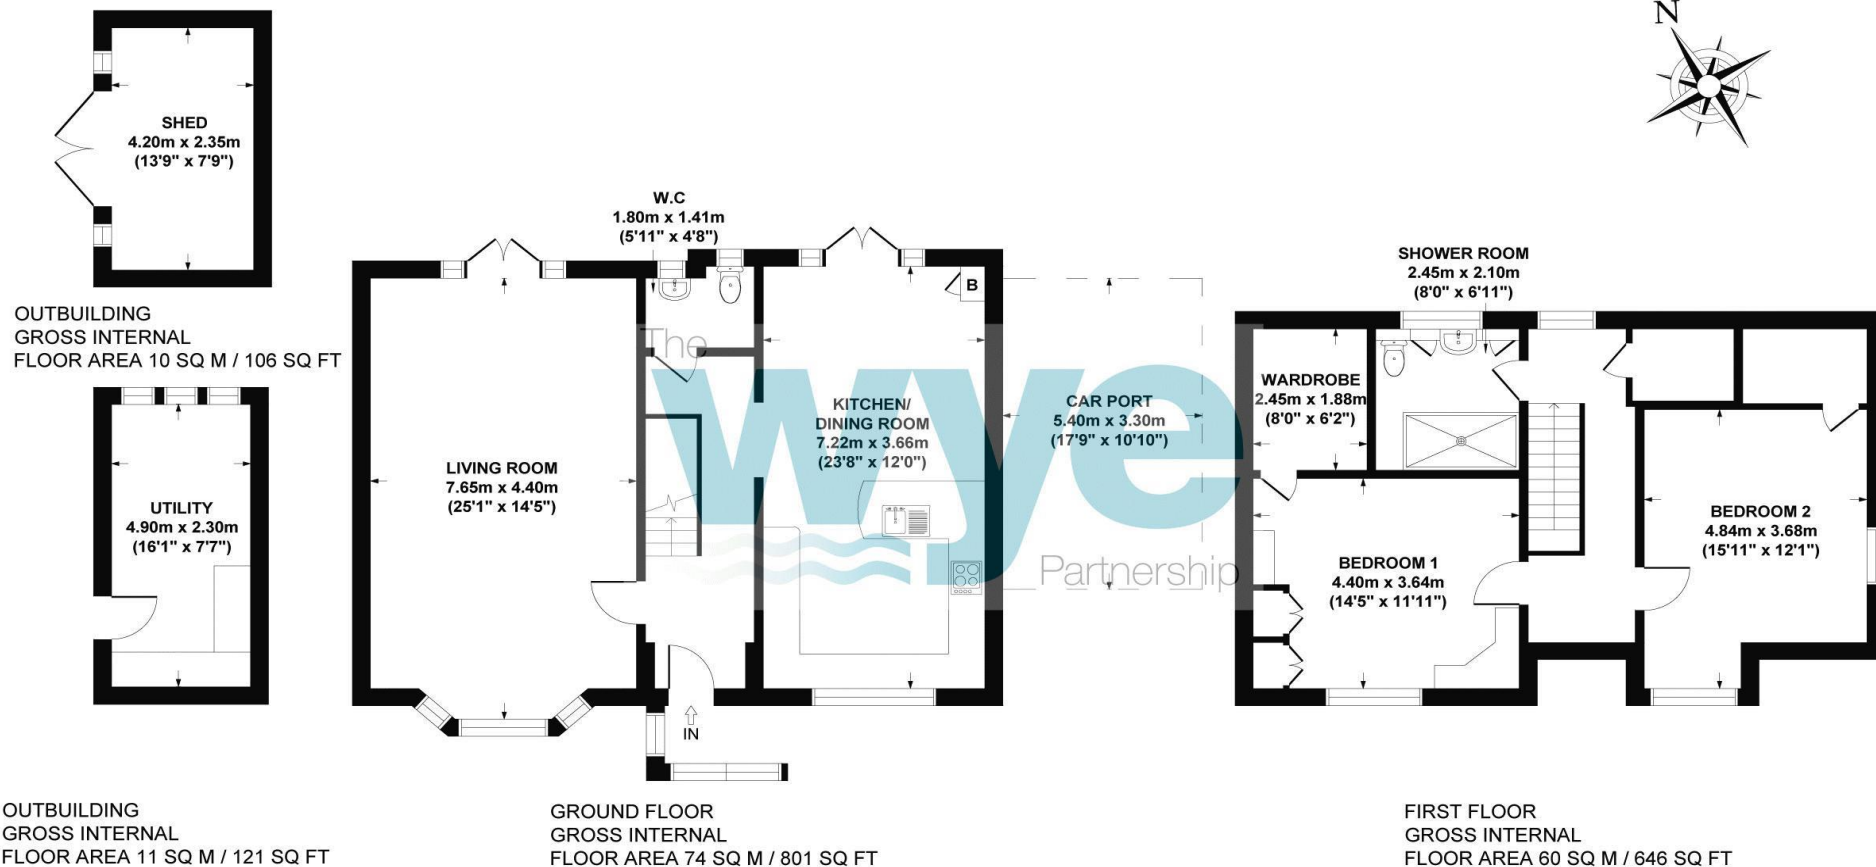 N
SHED
4.20m x 2.35m
(13'9" x 7'9")
OUTBUILDING
GROSS INTERNAL
FLOOR AREA 10 SQ M / 106 SQ FT
UTILITY
4.90m x 2.30m
(16'1" x 7'7")
OUTBUILDING
GROSS INTERNAL
FLOOR AREA 11 SQ M / 121 SQ FT
W.C
1.80m x 1.41m
(5'11" x 4'8")
LIVING ROOM
7.65m x 4.40m
(25'1" x 14'5")
B
KITCHEN/
DINING ROOM
7.22m x 3.66m
(23'8" x 12'0")
CAR PORT
5.40m x 3.30m
(17'9" x 10'10")
IN
The
wye
Partnership
GROUND FLOOR
GROSS INTERNAL
FLOOR AREA 74 SQ M / 801 SQ FT
SHOWER ROOM
2.45m x 2.10m
(8'0" x 6'11")
WARDROBE
2.45m x 1.88m
(8'0" x 6'2")
BEDROOM 1
4.40m x 3.64m
(14'5" x 11'11")
BEDROOM 2
4.84m x 3.68m
(15'11" x 12'1")
FIRST FLOOR
GROSS INTERNAL
FLOOR AREA 60 SQ M / 646 SQ FT